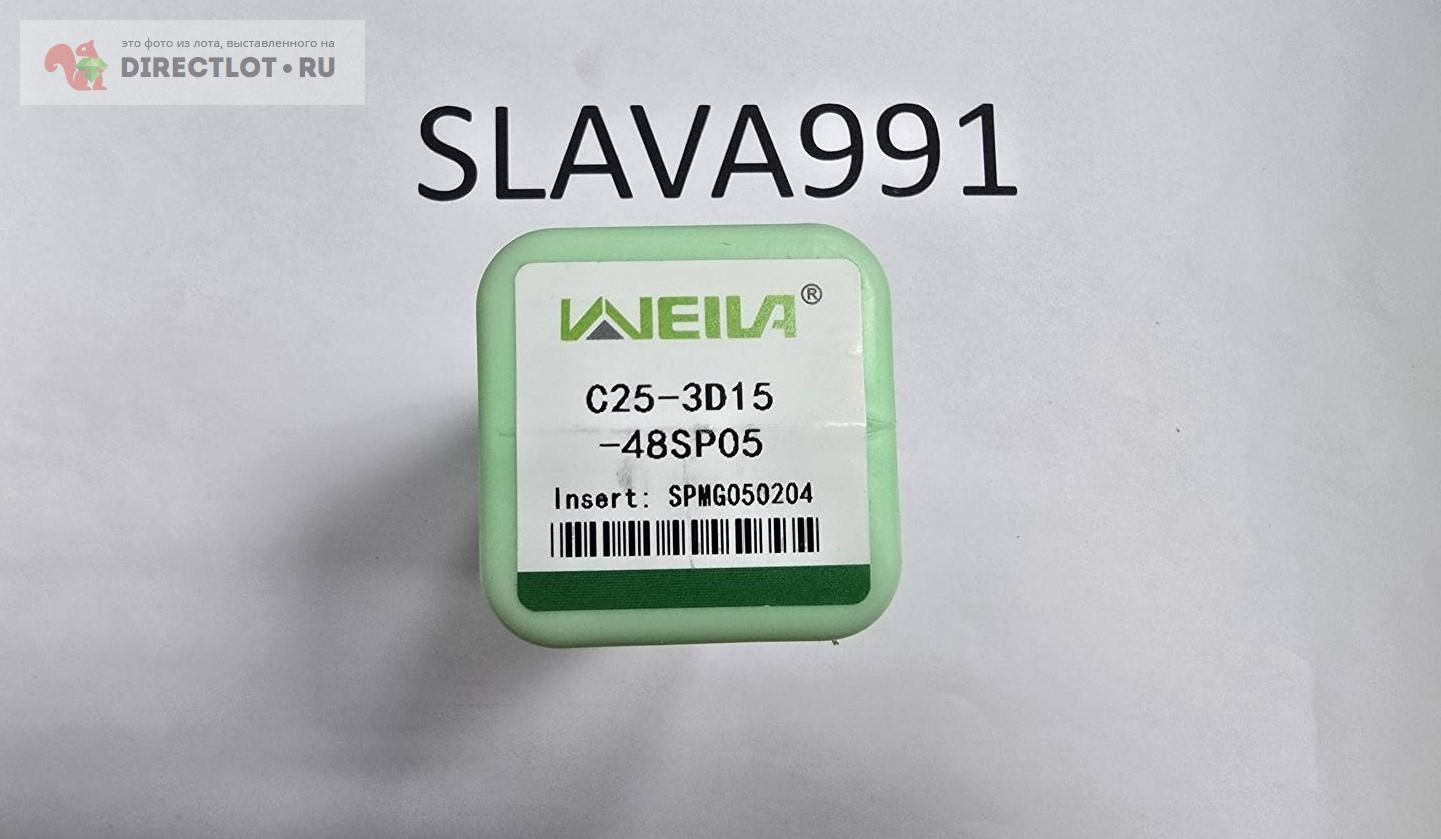 это фото из лота, выставленного на
DIRECTLOT•RU
SLAVA991
WEILA®
C25-3D15
-48SP05
Insert: SPMG050204